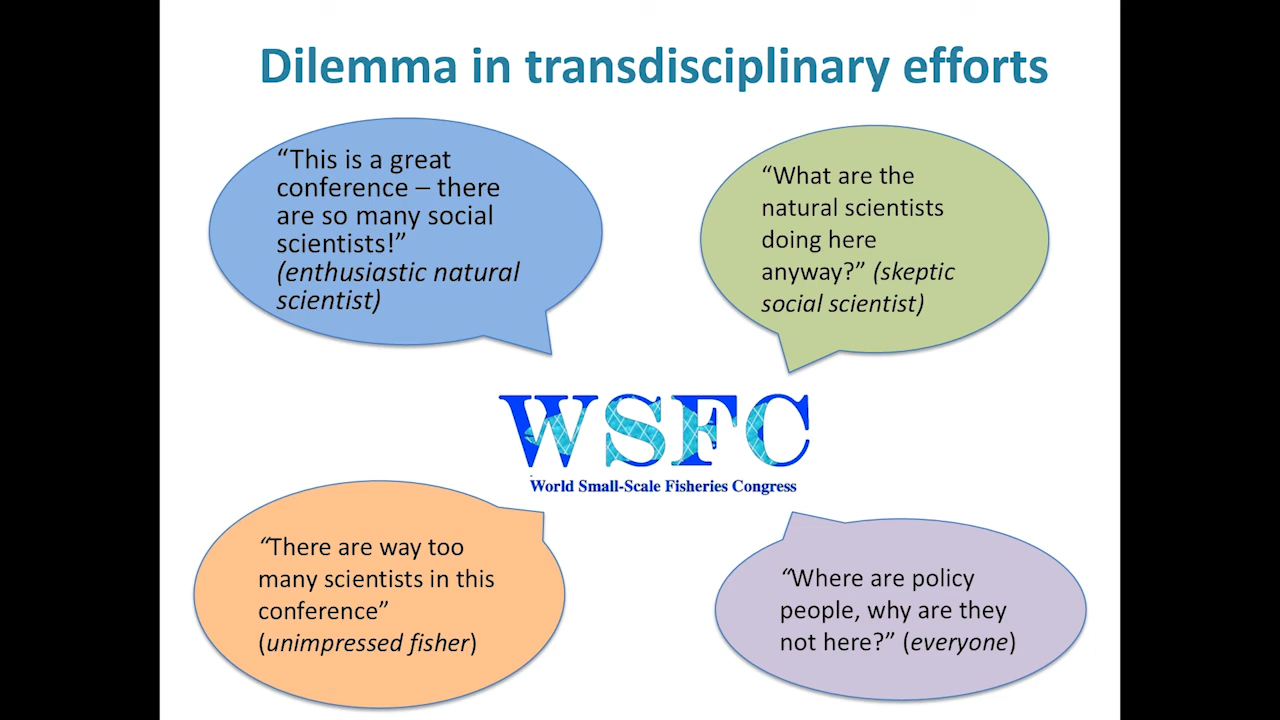 Dilemma in transdisciplinary efforts
“This is a great
conference – there
are so many social
scientists!”
(enthusiastic natural
scientist)
“What are the
natural scientists
doing here
anyway?” (skeptic
social scientist)
WSFC
World Small-Scale Fisheries Congress
“There are way too
many scientists in this
conference”
(unimpressed fisher)
“Where are policy
people, why are they
not here?” (everyone)